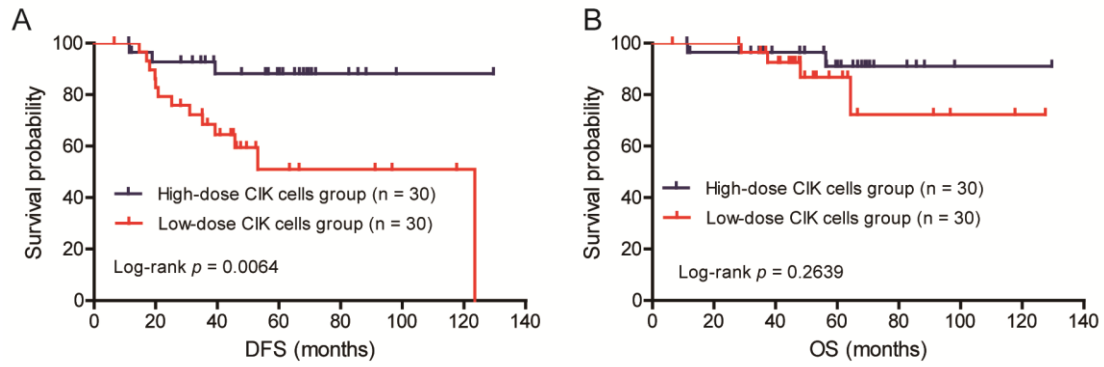 A
Survival probability
100
80
60
40
20
0
High-dose CIK cells group (n = 30)
Low-dose CIK cells group (n = 30)
Log-rank p = 0.0064
0 20 40 60 80 100 120 140
DFS (months)
B
Survival probability
100
80
60
40
20
0
High-dose CIK cells group (n = 30)
Low-dose CIK cells group (n = 30)
Log-rank p = 0.2639
0 20 40 60 80 100 120 140
OS (months)